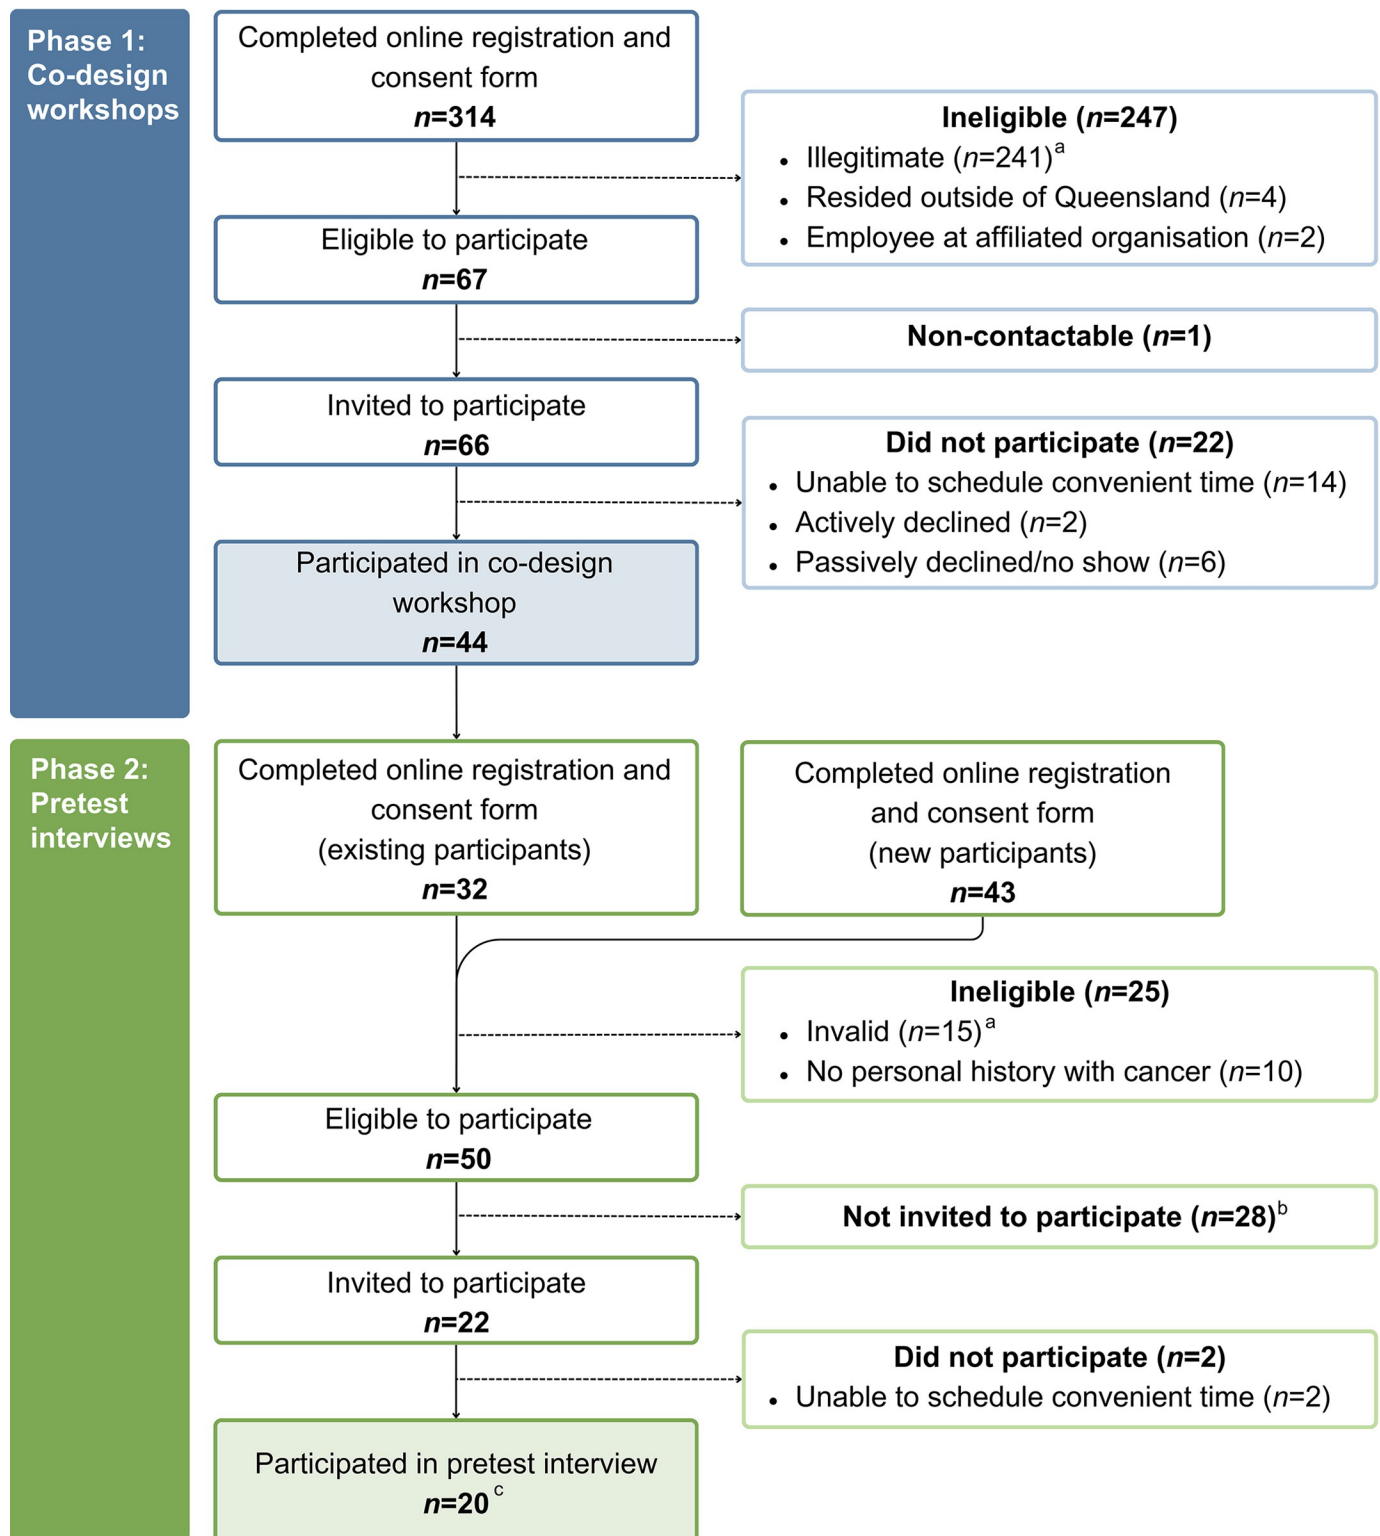 Phase 1:
Co-design
workshops
Completed online registration and
consent form
n=314
Ineligible (n=247)
• Illegitimate (n=241)a
• Resided outside of Queensland (n=4)
• Employee at affiliated organisation (n=2)
Eligible to participate
n=67
Non-contactable (n=1)
Invited to participate
n=66
Did not participate (n=22)
• Unable to schedule convenient time (n=14)
• Actively declined (n=2)
• Passively declined/no show (n=6)
Participated in co-design
workshop
n=44
Phase 2:
Pretest
interviews
Completed online registration and
consent form
(existing participants)
n=32
Completed online registration
and consent form
(new participants)
n=43
Ineligible (n=25)
• Invalid (n=15)a
• No personal history with cancer (n=10)
Eligible to participate
n=50
Not invited to participate (n=28)b
Invited to participate
n=22
Did not participate (n=2)
• Unable to schedule convenient time (n=2)
Participated in pretest interview
n=20c